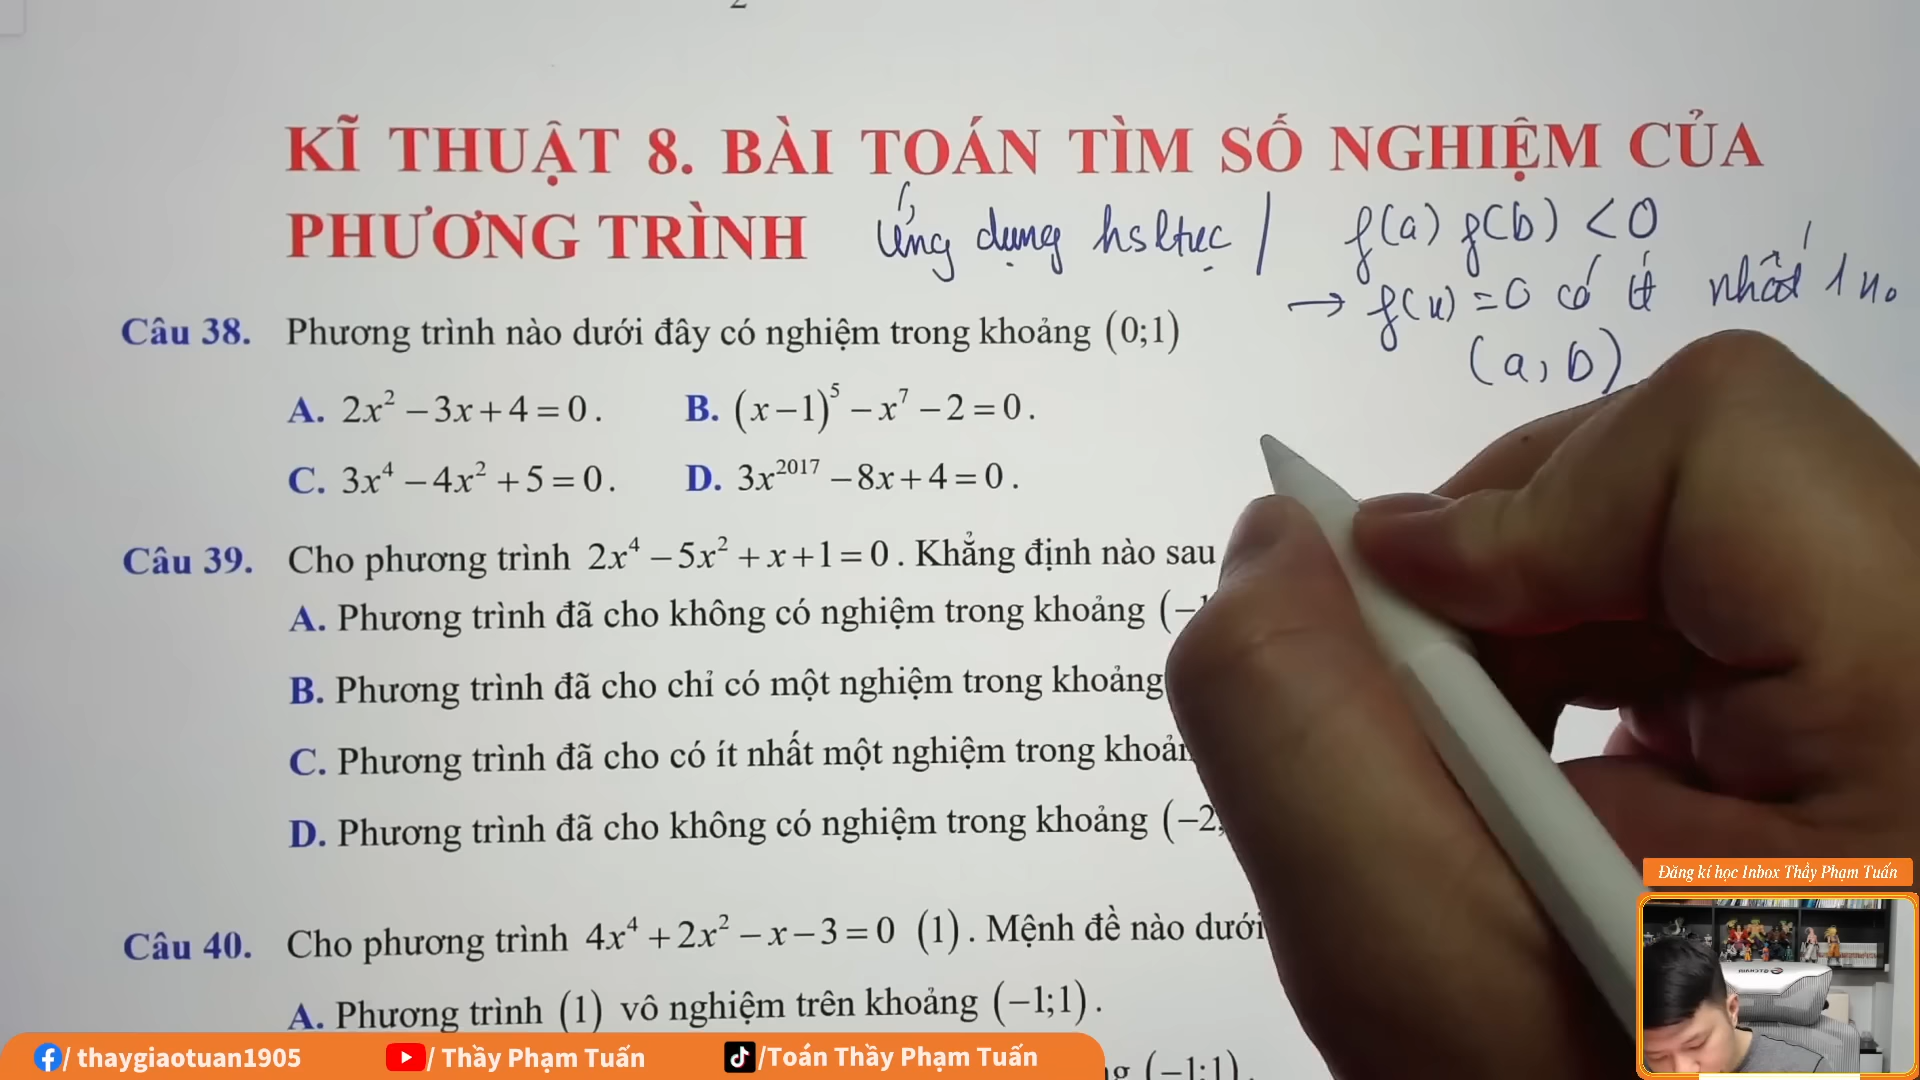 KĨ THUẬT 8. BÀI TOÁN TÌM SỐ NGHIỆM CỦA
PHƯƠNG TRÌNH
Ứng dụng hsltục
f(a) f(b) < 0
→ f(x) = 0 có ít nhất 1 no
(a, b)
Câu 38. Phương trình nào dưới đây có nghiệm trong khoảng (0;1)
A. 2x² − 3x + 4 = 0. B. (x − 1)⁵ − x⁷ − 2 = 0.
C. 3x⁴ − 4x² + 5 = 0. D. 3x²⁰¹⁷ − 8x + 4 = 0.
Câu 39. Cho phương trình 2x⁴ − 5x² + x + 1 = 0. Khẳng định nào sau
A. Phương trình đã cho không có nghiệm trong khoảng (−1
B. Phương trình đã cho chỉ có một nghiệm trong khoảng
C. Phương trình đã cho có ít nhất một nghiệm trong
D. Phương trình đã cho không có nghiệm trong khoảng (−2;
Câu 40. Cho phương trình 4x⁴ + 2x² − x − 3 = 0 (1). Mệnh đề nào dưới
A. Phương trình (1) vô nghiệm trên khoảng (−1;1).
(−1;1).
Đăng kí học Inbox Thầy Phạm Tuấn
/ thaygiaotuan1905
/ Thầy Phạm Tuấn
/Toán Thầy Phạm Tuấn